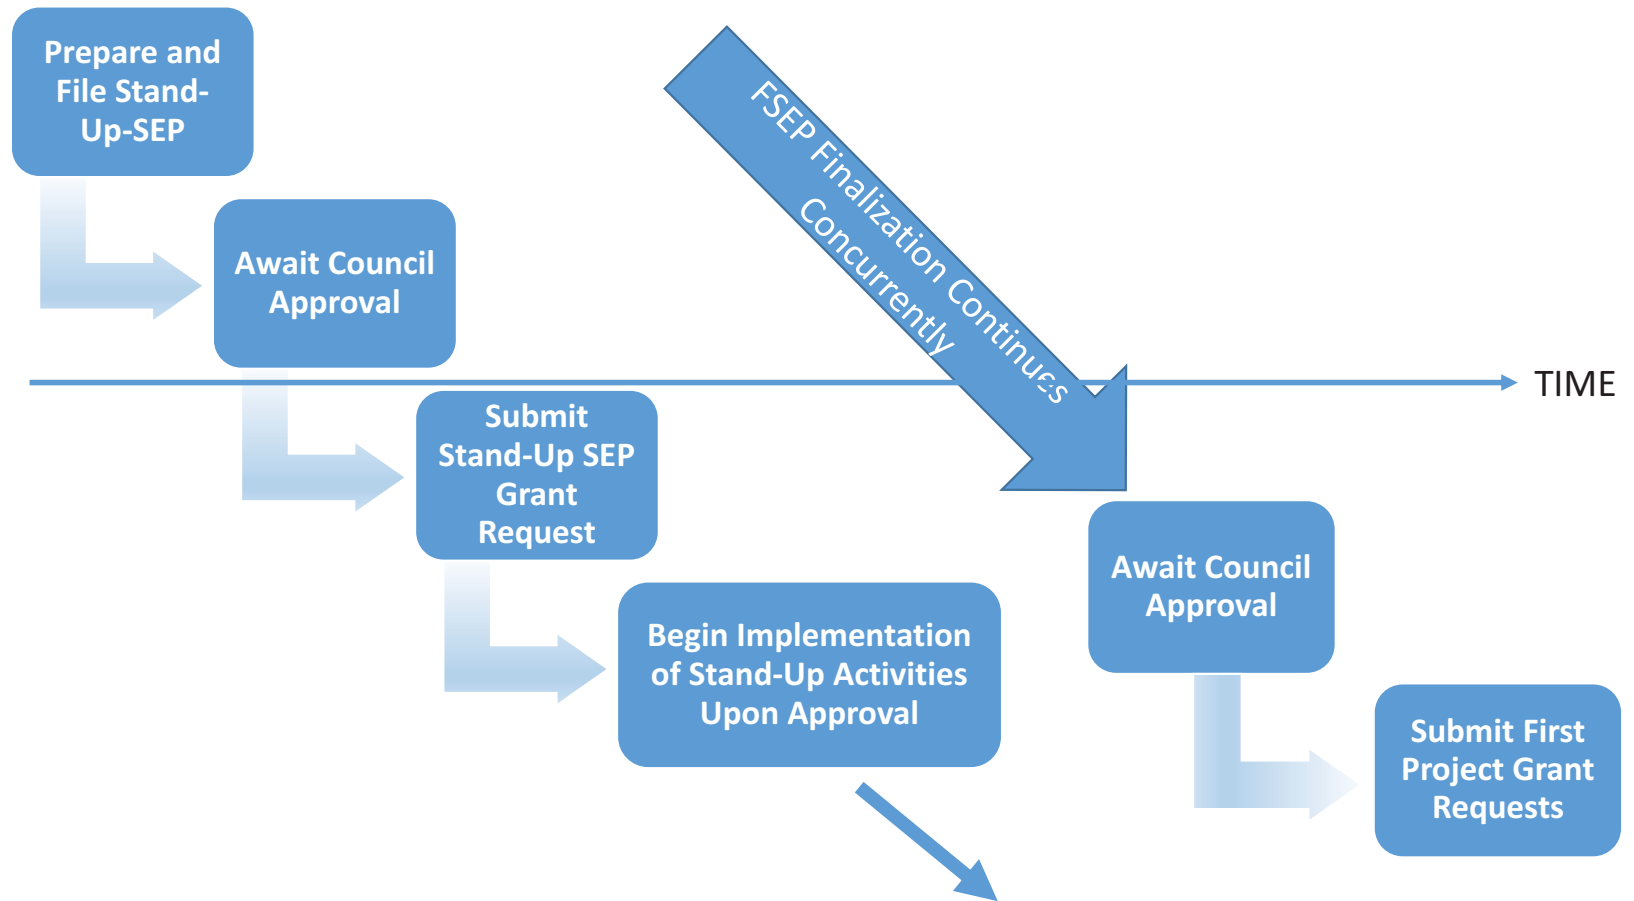 Prepare and
File Stand-
Up-SEP
Await Council
Approval
Submit
Stand-Up SEP
Grant
Request
Begin Implementation
of Stand-Up Activities
Upon Approval
FSEP Finalization Continues
Concurrently
TIME
Await Council
Approval
Submit First
Project Grant
Requests